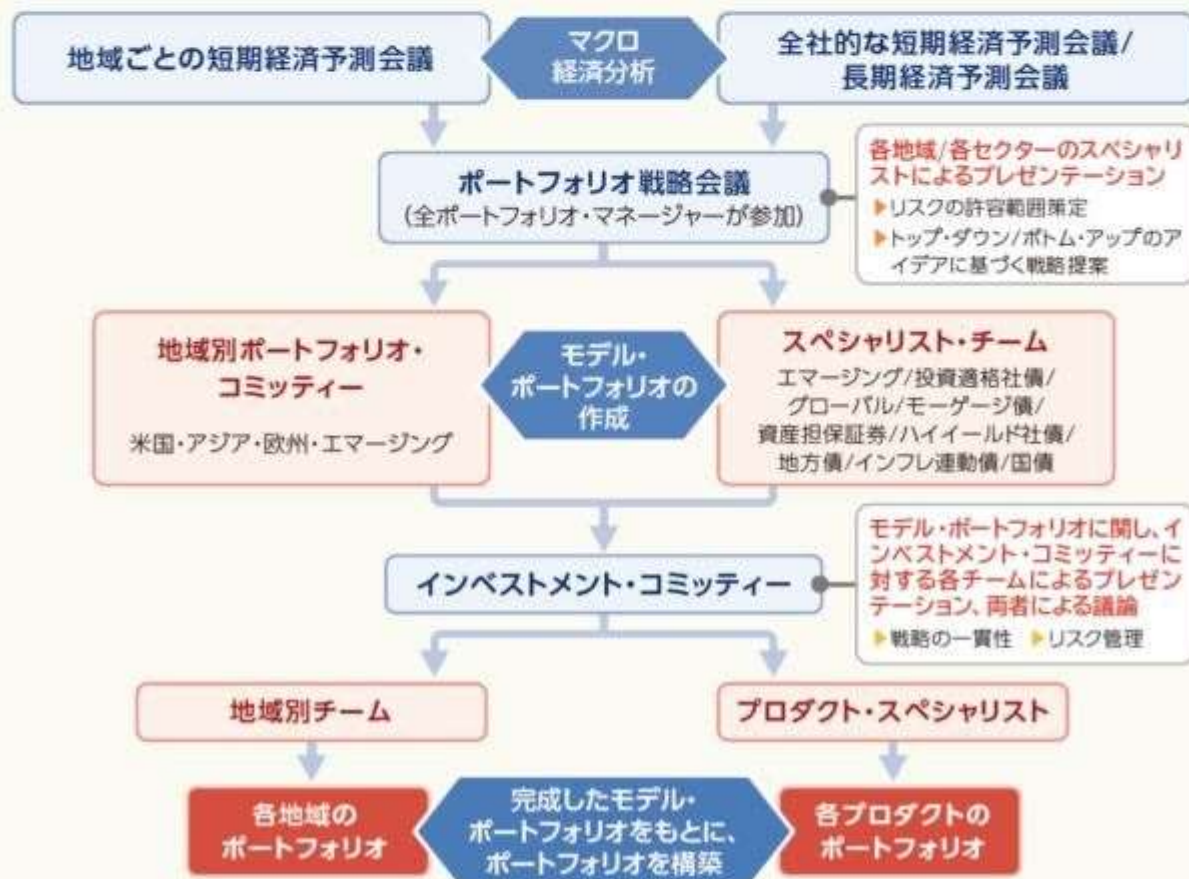 地域ごとの短期経済予測会議
マクロ
経済分析
全社的な短期経済予測会議/
長期経済予測会議
ポートフォリオ戦略会議
(全ポートフォリオ・マネージャーが参加)
各地域/各セクターのスペシャリ
ストによるプレゼンテーション
▶リスクの許容範囲策定
▶トップ・ダウン/ボトム・アップのア
イデアに基づく戦略提案
地域別ポートフォリオ・
コミッティー
米国・アジア・欧州・エマージング
モデル・
ポートフォリオの
作成
スペシャリスト・チーム
エマージング/投資適格社債/
グローバル/モーゲージ債/
資産担保証券/ハイイールド社債/
地方債/インフレ連動債/国債
インベストメント・コミッティー
モデル・ポートフォリオに関し、イ
ンベストメント・コミッティーに
対する各チームによるプレゼン
テーション、両者による議論
▶戦略の一貫性 ▶リスク管理
地域別チーム
プロダクト・スペシャリスト
各地域の
ポートフォリオ
完成したモデル・
ポートフォリオをもとに、
ポートフォリオを構築
各プロダクトの
ポートフォリオ